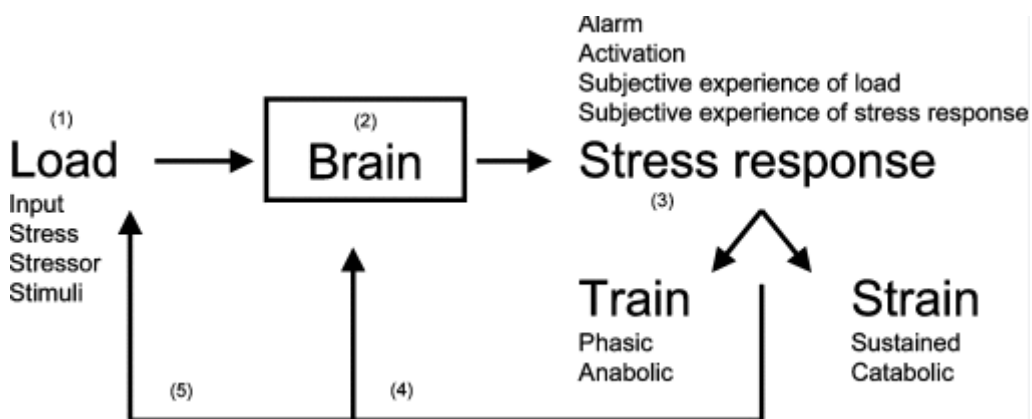 Alarm
Activation
Subjective experience of load
Subjective experience of stress response
(1)
(2)
Load
Brain
Stress response
(3)
Input
Stress
Stressor
Stimuli
Train
Strain
Phasic
Sustained
Anabolic
Catabolic
(5)
(4)